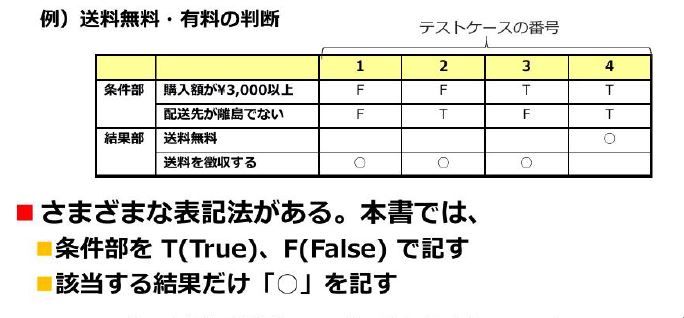 例）送料無料・有料の判断
テストケースの番号
1 2 3 4
条件部 購入額が¥3,000以上 F F T T
配送先が離島でない F T F T
結果部 送料無料 ○
送料を徴収する ○ ○ ○
■さまざまな表記法がある。本書では、
■条件部を T(True)、F(False) で記す
■該当する結果だけ「○」を記す